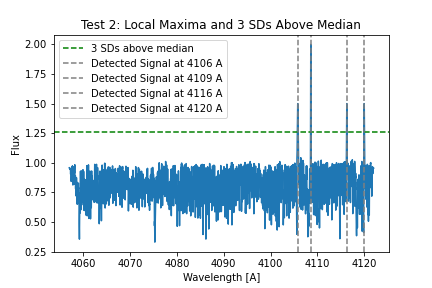 Test 2: Local Maxima and 3 SDs Above Median
2.00
1.75
1.50
1.25
1.00
0.75
0.50
0.25
Flux
3 SDs above median
Detected Signal at 4106 A
Detected Signal at 4109 A
Detected Signal at 4116 A
Detected Signal at 4120 A
4060 4070 4080 4090 4100 4110 4120
Wavelength [A]